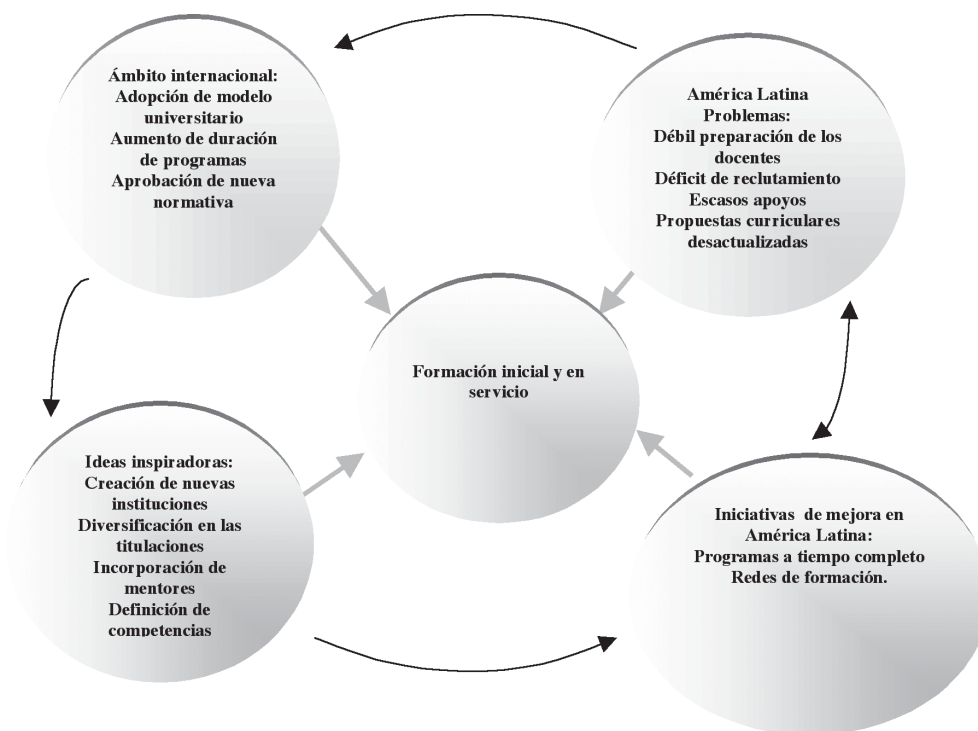 Ámbito internacional:
Adopción de modelo
universitario
Aumento de duración
de programas
Aprobación de nueva
normativa
América Latina
Problemas:
Débil preparación de los
docentes
Déficit de reclutamiento
Escasos apoyos
Propuestas curriculares
desactualizadas
Formación inicial y en
servicio
Ideas inspiradoras:
Creación de nuevas
instituciones
Diversificación en las
titulaciones
Incorporación de
mentores
Definición de
competencias
Iniciativas de mejora en
América Latina:
Programas a tiempo completo
Redes de formación.